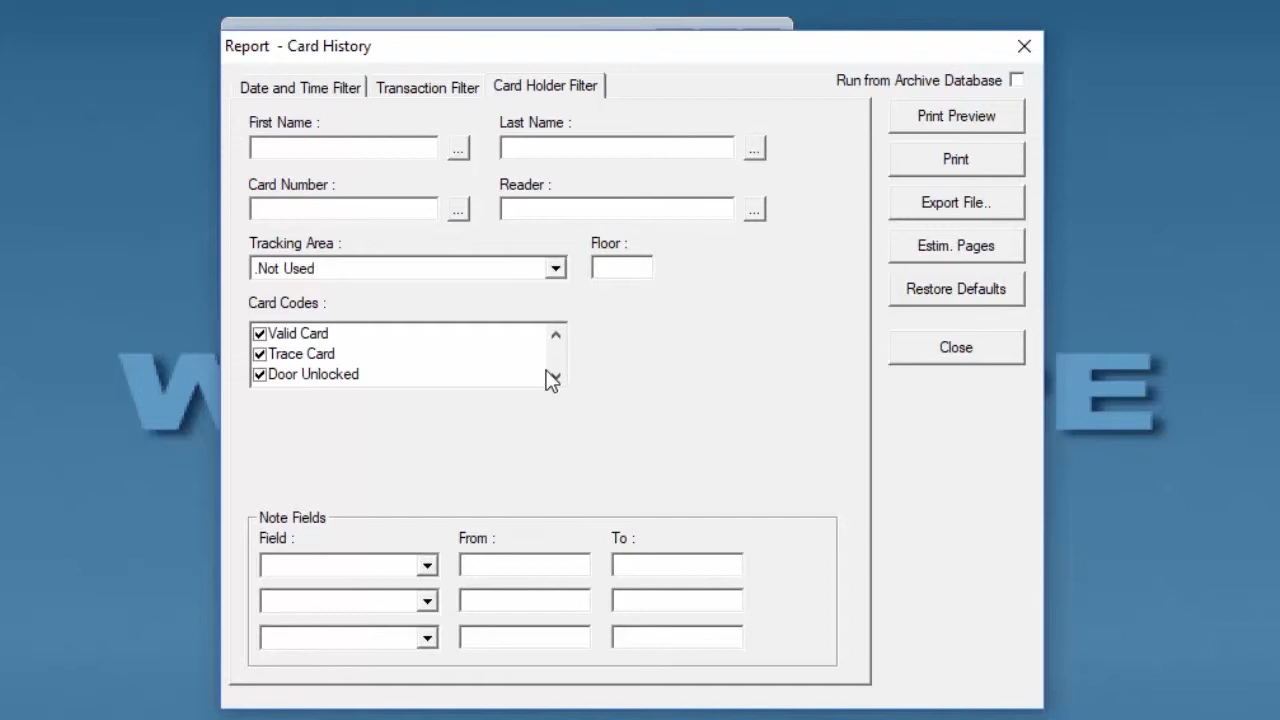 Report - Card History
Date and Time Filter
Transaction Filter
Card Holder Filter
Run from Archive Database
First Name :
Last Name :
...
...
Card Number :
Reader :
...
...
Tracking Area :
Floor :
.Not Used
Card Codes :
Valid Card
Trace Card
Door Unlocked
Print Preview
Print
Export File..
Estim. Pages
Restore Defaults
Close
Note Fields
Field :
From :
To :
W
E